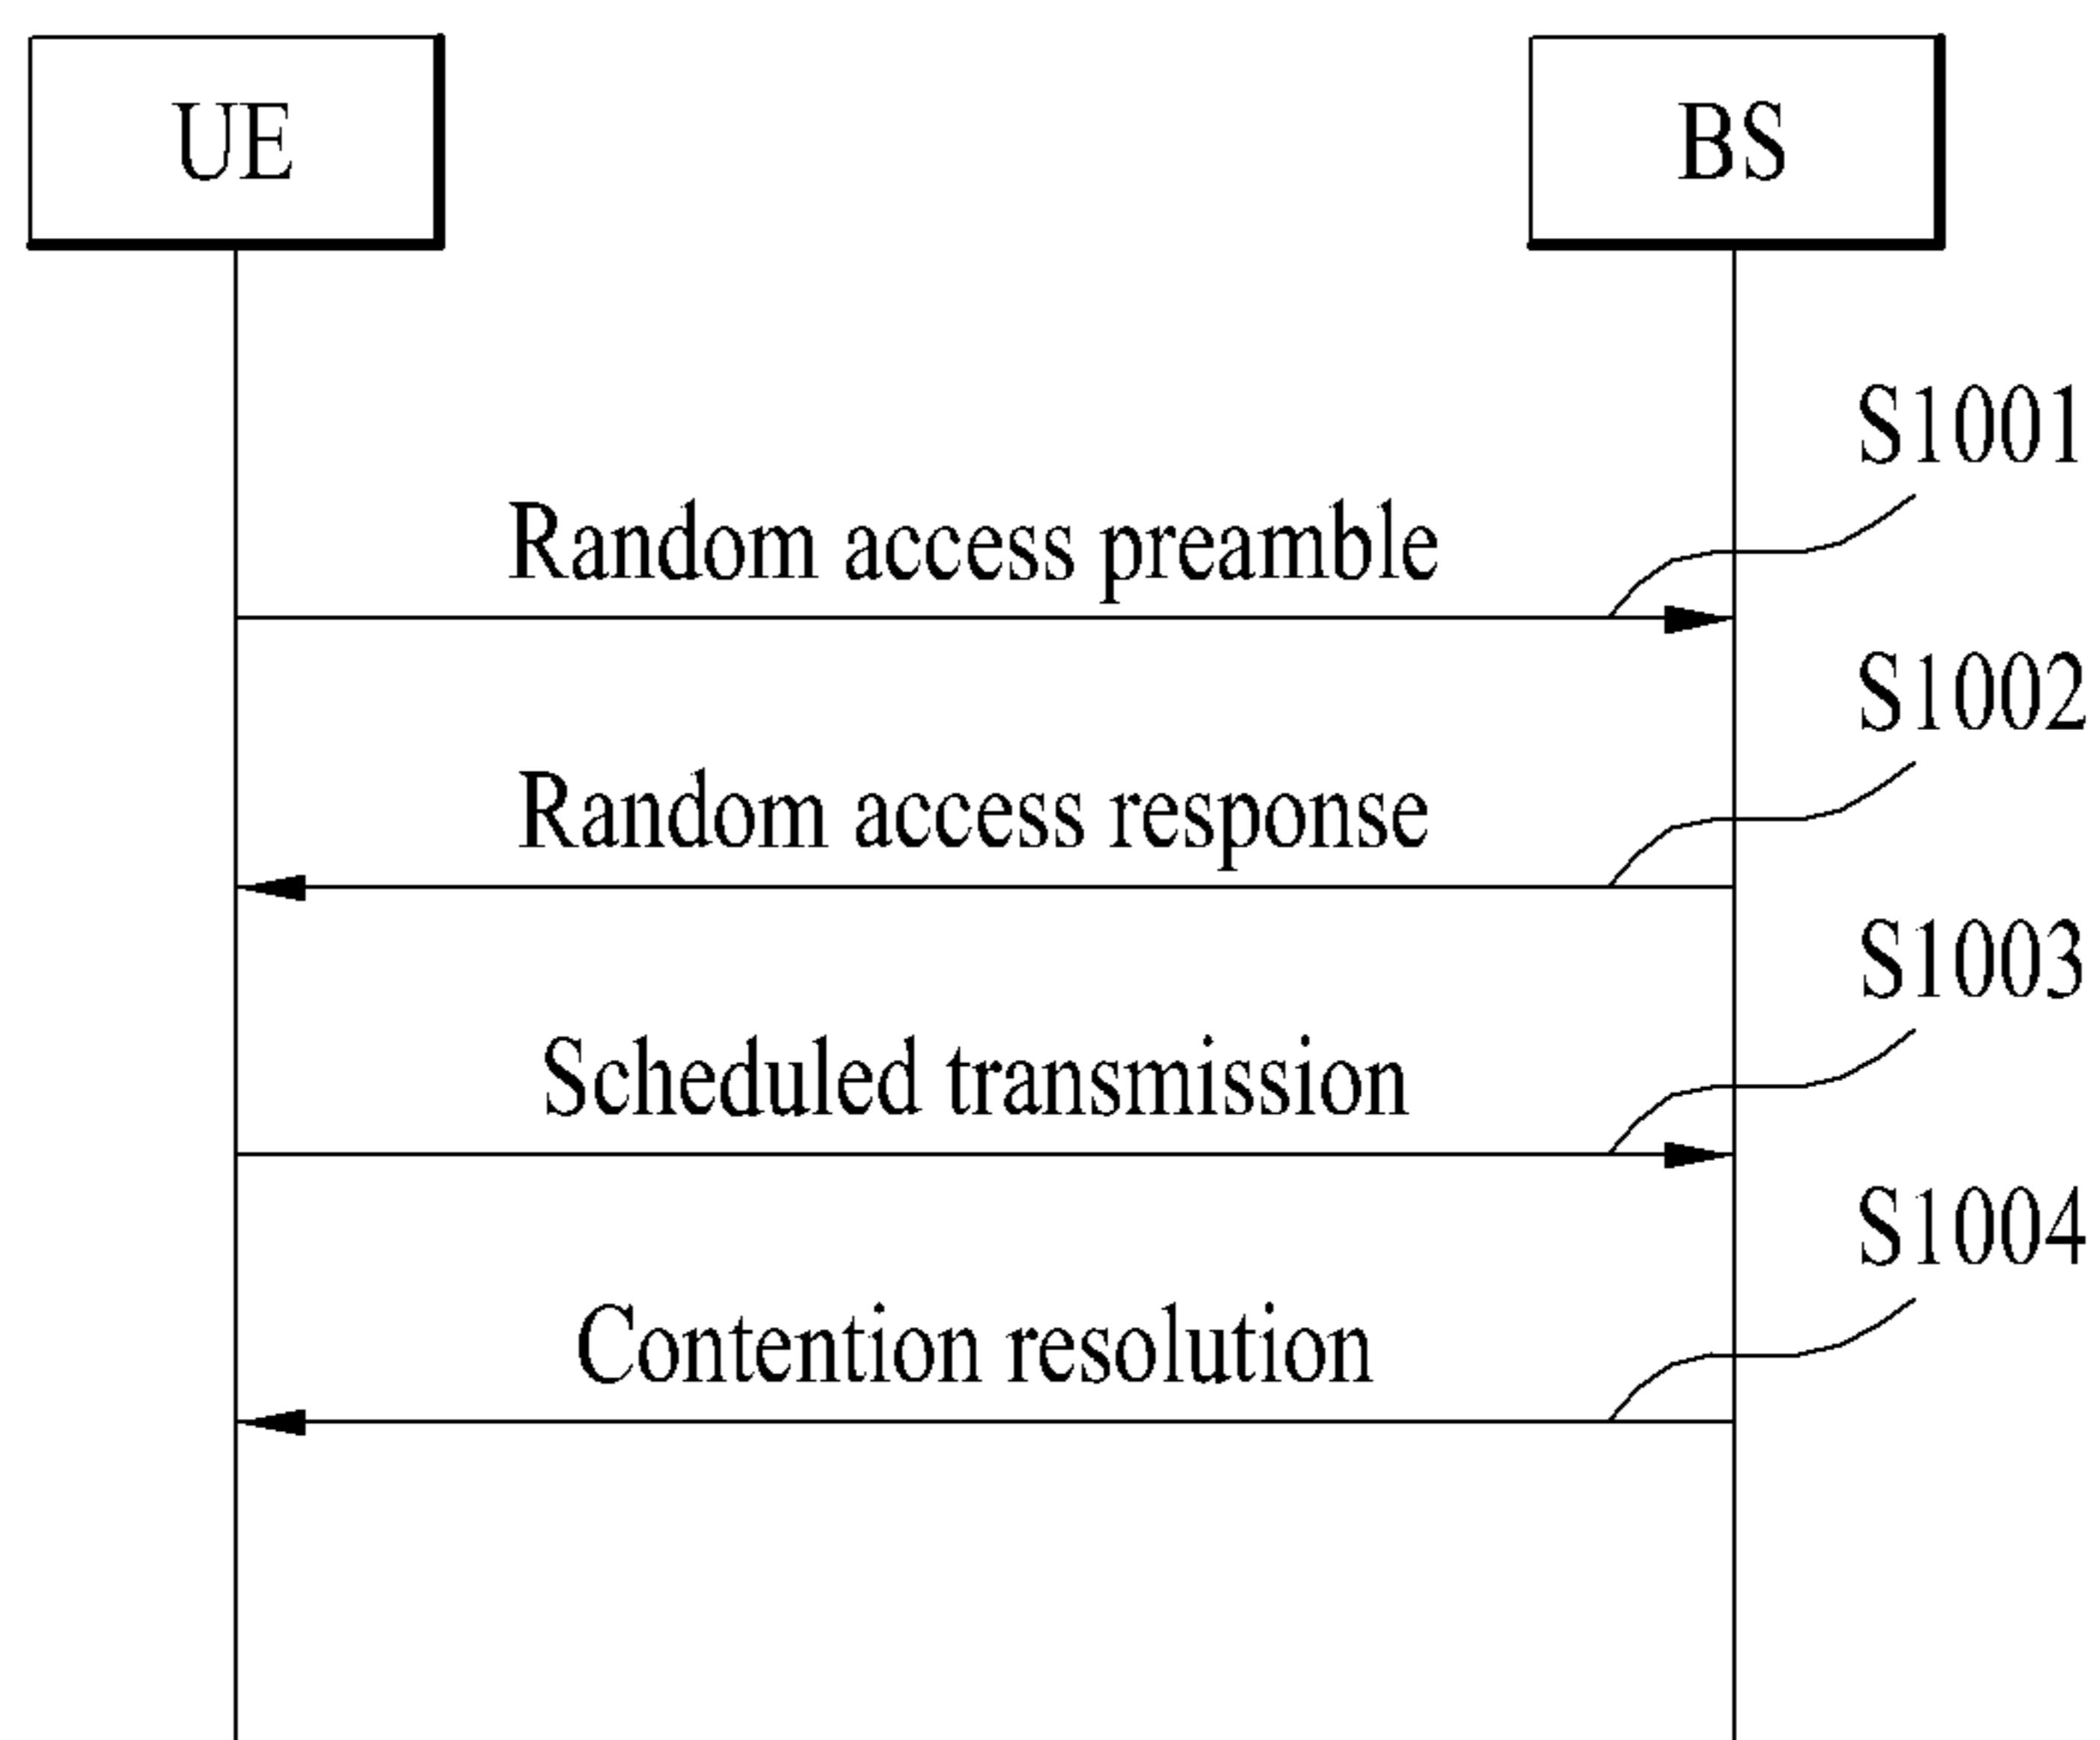 UE
BS
S1001
Random access preamble
S1002
Random access response
S1003
Scheduled transmission
S1004
Contention resolution